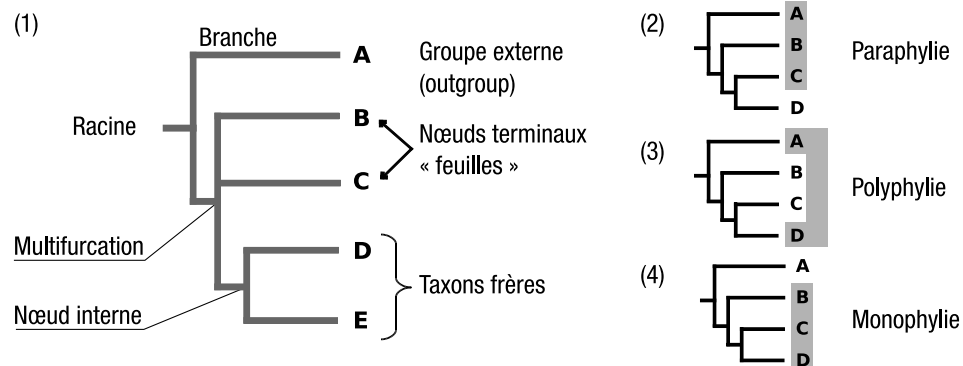 (1)
Branche
A
Groupe externe
(outgroup)
Racine
B
Nœuds terminaux
« feuilles »
C
Multifurcation
D
Taxons frères
Nœud interne
E
(2)
A
B
C
D
Paraphylie
(3)
A
B
C
D
Polyphylie
(4)
A
B
C
D
Monophylie